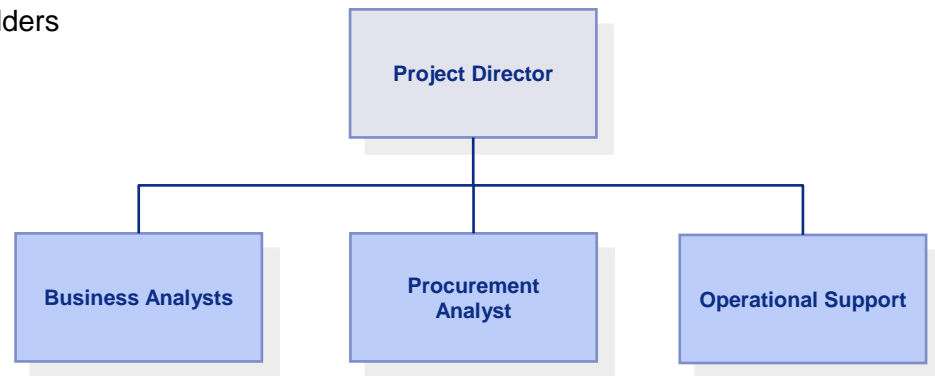 lders
Project Director
Business Analysts
Procurement
Analyst
Operational Support